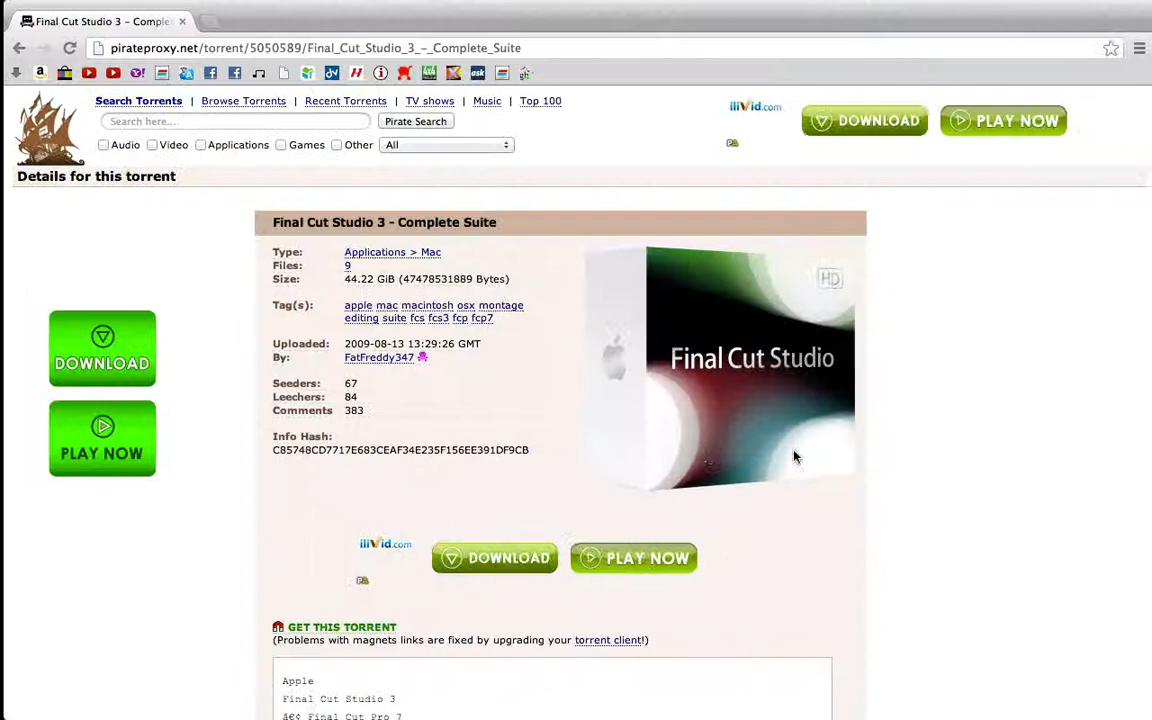 Final Cut Studio 3 – Comple
pirateproxy.net/torrent/5050589/Final_Cut_Studio_3_-_Complete_Suite
Search Torrents | Browse Torrents | Recent Torrents | TV shows | Music | Top 100
Search here....
Pirate Search
Audio Video Applications Games Other All
ilivid.com
DOWNLOAD
PLAY NOW
Details for this torrent
Final Cut Studio 3 - Complete Suite
Type: Applications > Mac
Files: 9
Size: 44.22 GiB (47478531889 Bytes)
Tag(s): apple mac macintosh osx montage
editing suite fcs fcs3 fcp fcp7
Uploaded: 2009-08-13 13:29:26 GMT
By: FatFreddy347
Seeders: 67
Leechers: 84
Comments 383
Info Hash:
C85748CD7717E683CEAF34E235F156EE391DF9CB
HD
Final Cut Studio
DOWNLOAD
PLAY NOW
ilivid.com
DOWNLOAD
PLAY NOW
GET THIS TORRENT
(Problems with magnets links are fixed by upgrading your torrent client!)
Apple
Final Cut Studio 3
â€¢ Final Cut Pro 7